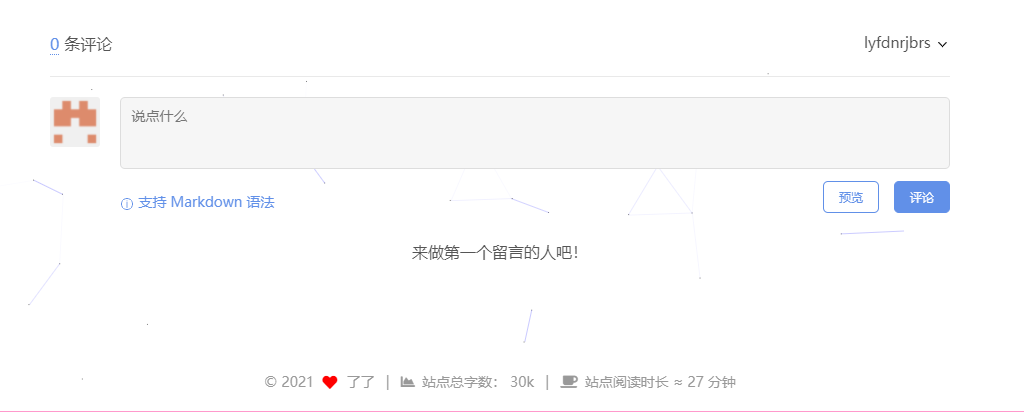 0 条评论
lyfdnrjbrs
说点什么
支持 Markdown 语法
预览
评论
来做第一个留言的人吧！
© 2021 了了 | 站点总字数： 30k | 站点阅读时长 ≈ 27 分钟